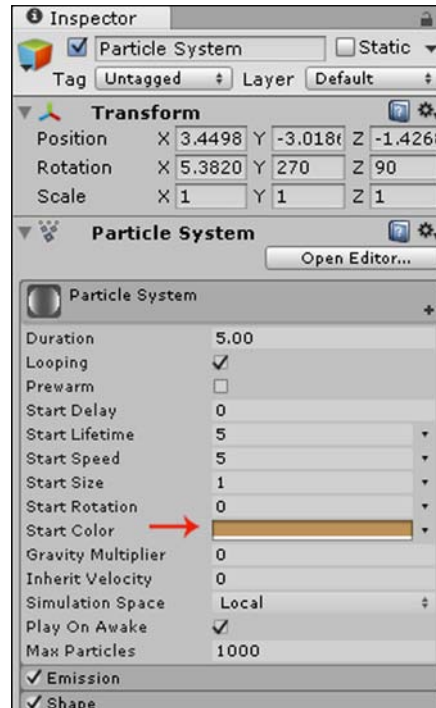 Inspector
Particle System Static
Tag Untagged Layer Default
Transform
Position X 3.4498 Y -3.018 Z -1.426
Rotation X 5.3820 Y 270 Z 90
Scale X 1 Y 1 Z 1
Particle System
Open Editor...
Particle System
+
Duration 5.00
Looping
Prewarm
Start Delay 0
Start Lifetime 5
Start Speed 5
Start Size 1
Start Rotation 0
Start Color
Gravity Multiplier 0
Inherit Velocity 0
Simulation Space Local
Play On Awake
Max Particles 1000
Emission
Shape